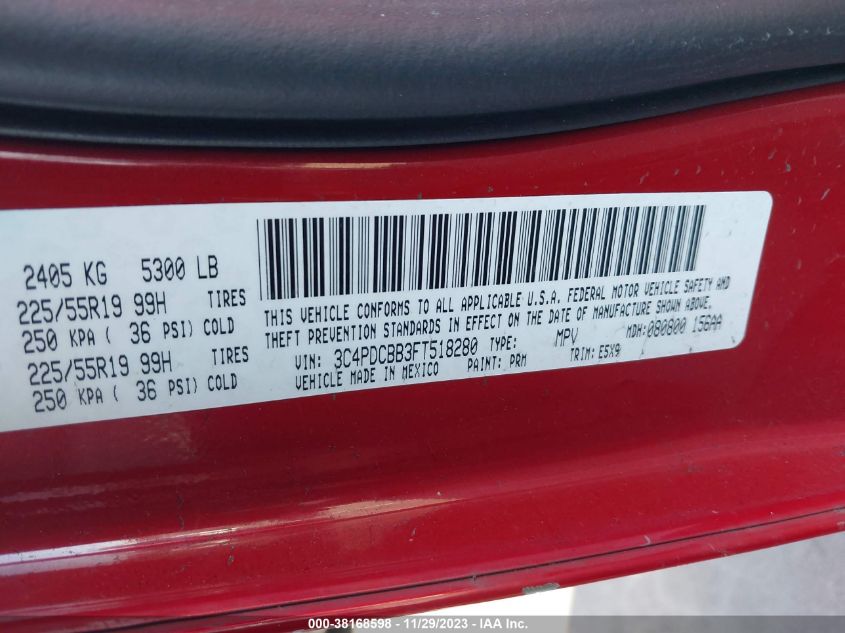 2405 KG 5300 LB
225/55R19 99H TIRES
250 KPA ( 36 PSI) COLD
225/55R19 99H TIRES
250 KPA ( 36 PSI) COLD
THIS VEHICLE CONFORMS TO ALL APPLICABLE U.S.A. FEDERAL MOTOR VEHICLE SAFETY AND
THEFT PREVENTION STANDARDS IN EFFECT ON THE DATE OF MANUFACTURE SHOWN ABOVE.
VIN: 3C4PDCBB3FT518280 TYPE: MPV MDH: 080800 156AA
VEHICLE MADE IN MEXICO PAINT: PRM TRIM: E5X9
000-38168598 - 11/29/2023 - IAA Inc.